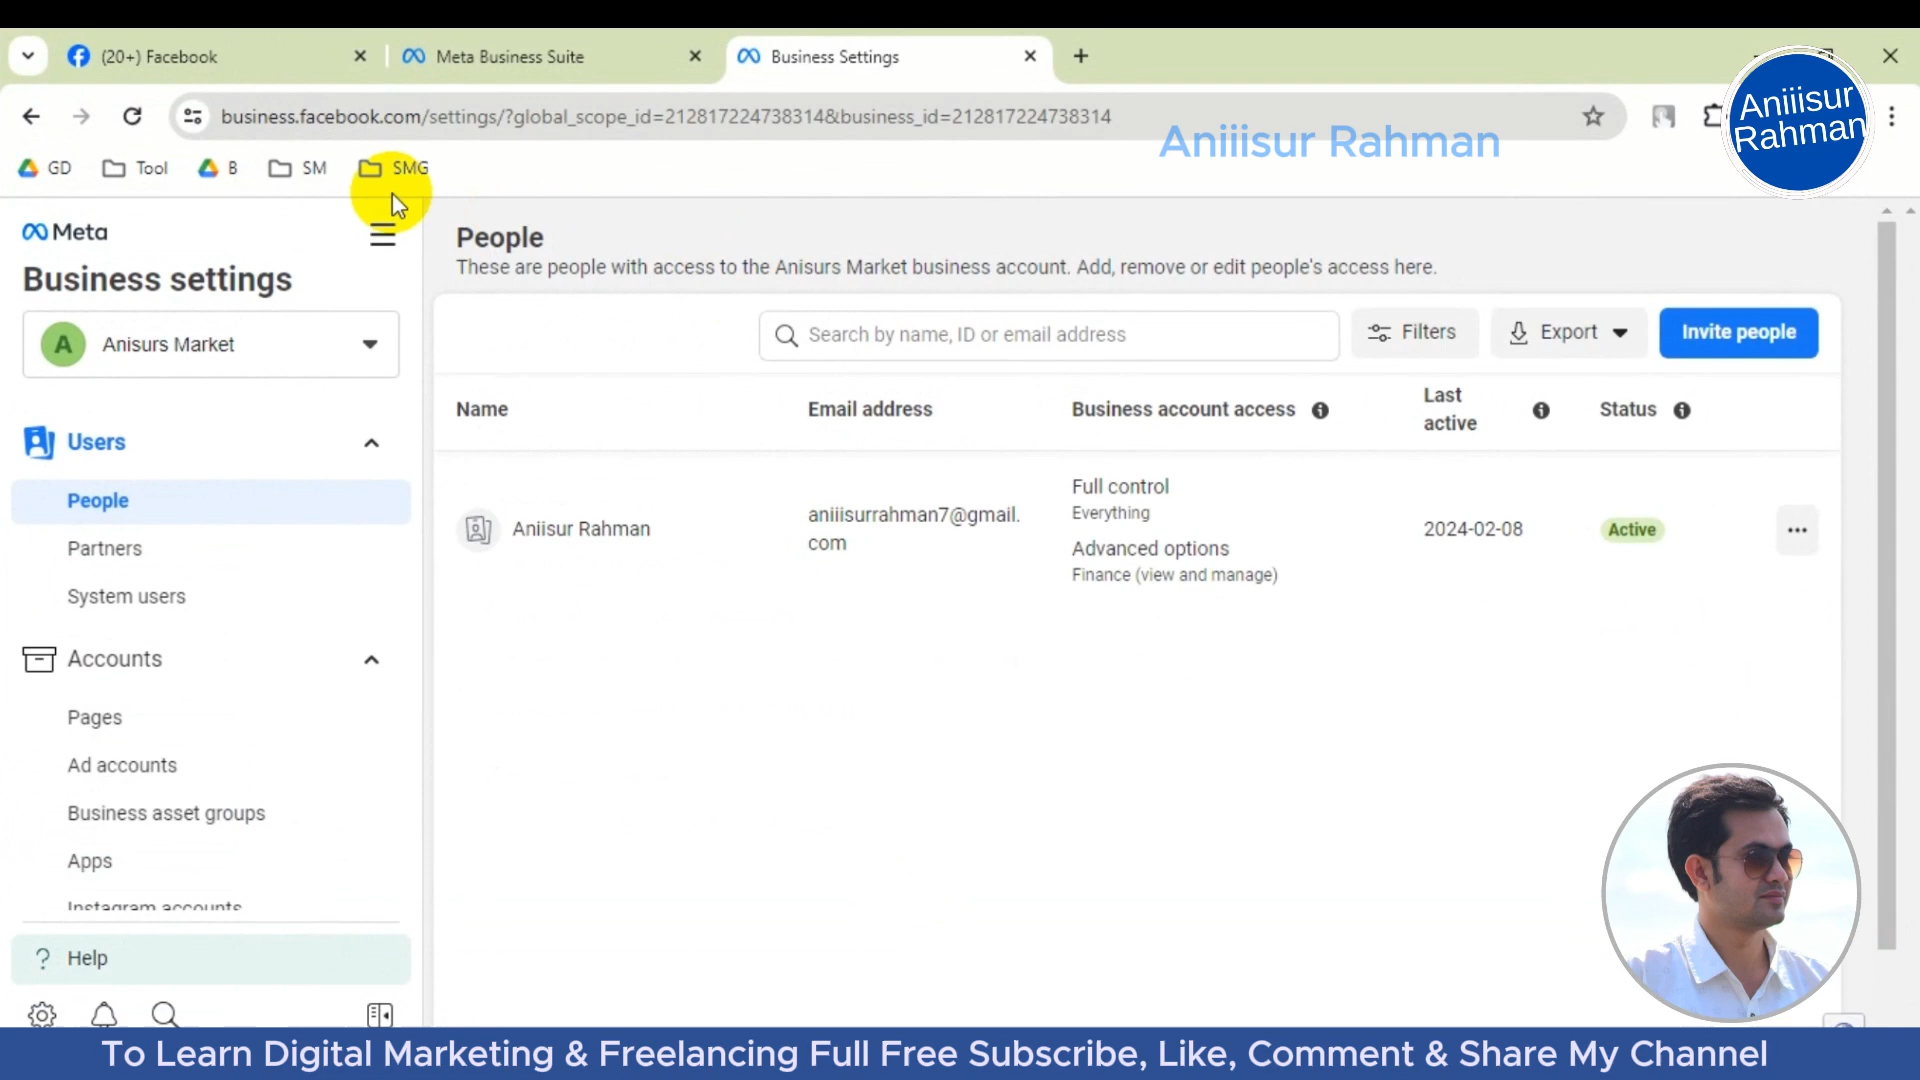 (20+) Facebook
Meta Business Suite
Business Settings
business.facebook.com/settings/?global_scope_id=212817224738314&business_id=212817224738314
Aniiisur Rahman
Aniiisur
Rahman
GD
Tool
B
SM
SMG
Meta
Business settings
A
Anisurs Market
Users
People
Partners
System users
Accounts
Pages
Ad accounts
Business asset groups
Apps
Instagram accounts
? Help
People
These are people with access to the Anisurs Market business account. Add, remove or edit people's access here.
Search by name, ID or email address
Filters
Export
Invite people
Name
Email address
Business account access
Last
active
Status
Aniisur Rahman
aniiisurrahman7@gmail.
com
Full control
Everything
Advanced options
Finance (view and manage)
2024-02-08
Active
To Learn Digital Marketing & Freelancing Full Free Subscribe, Like, Comment & Share My Channel